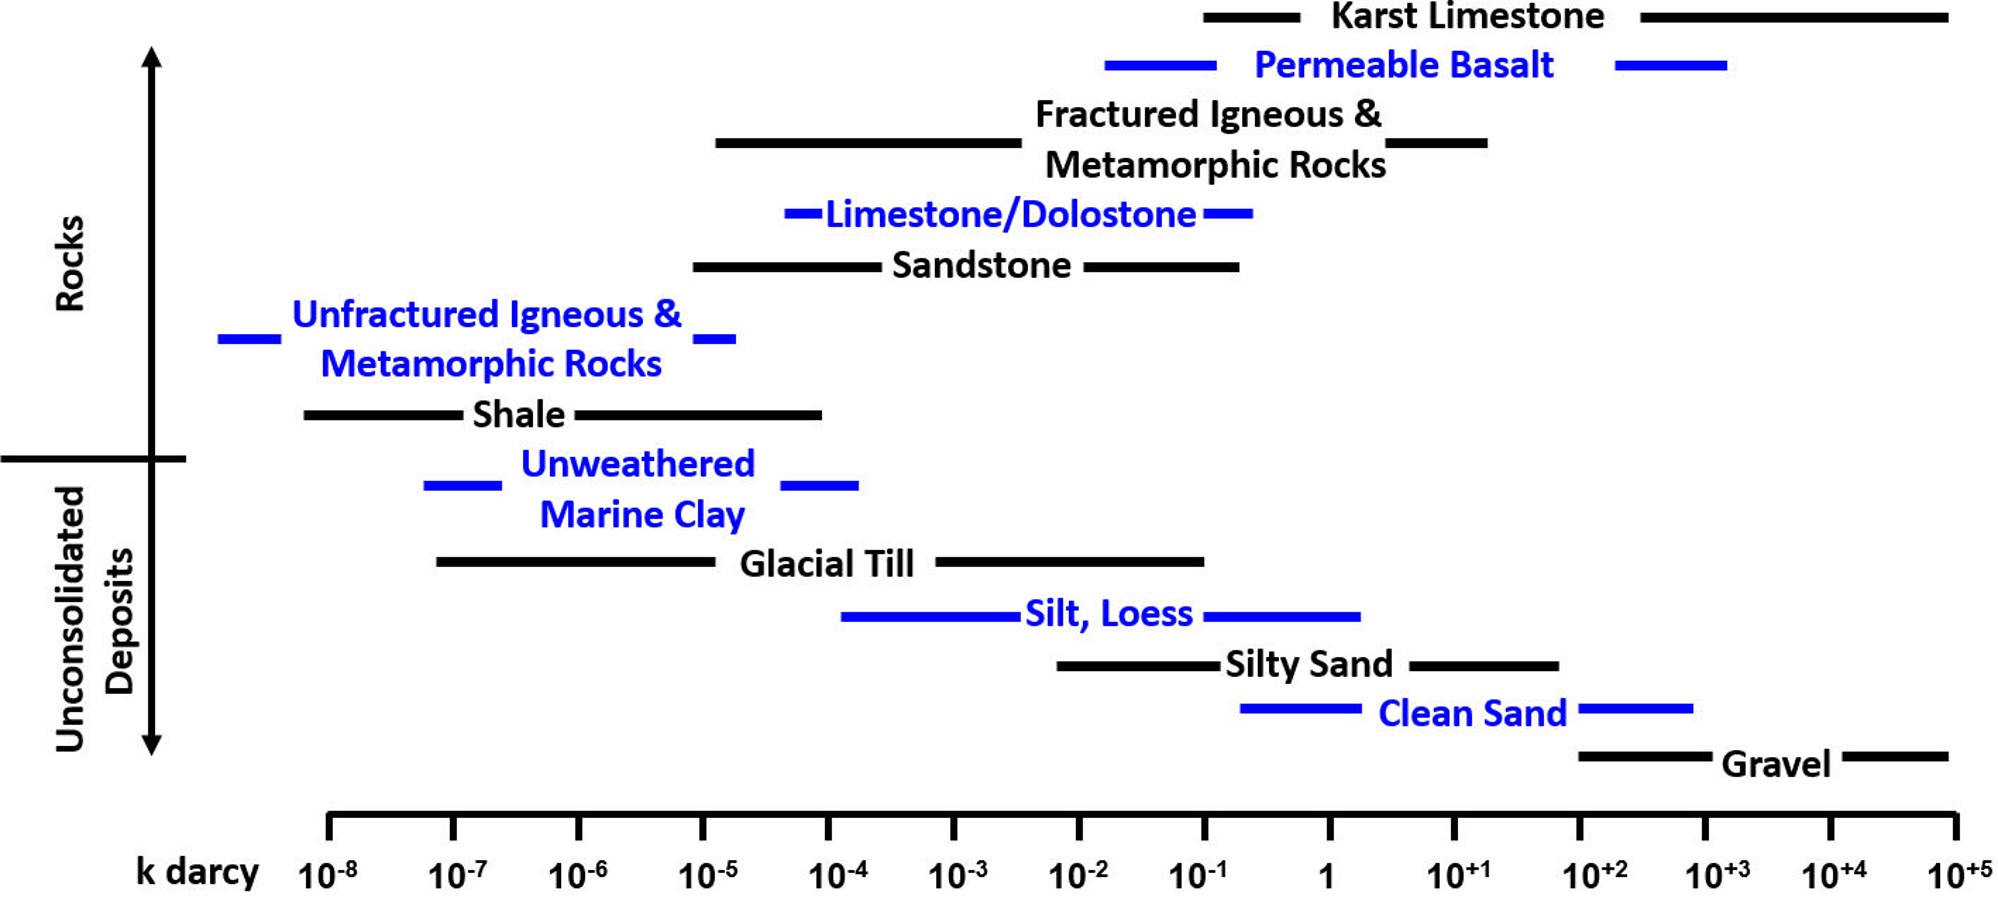 Karst Limestone
Permeable Basalt
Fractured Igneous &
Metamorphic Rocks
Limestone/Dolostone
Sandstone
Unfractured Igneous &
Metamorphic Rocks
Shale
Unweathered
Marine Clay
Glacial Till
Silt, Loess
Silty Sand
Clean Sand
Gravel
Rocks
Unconsolidated
Deposits
k darcy 10⁻⁸ 10⁻⁷ 10⁻⁶ 10⁻⁵ 10⁻⁴ 10⁻³ 10⁻² 10⁻¹ 1 10⁺¹ 10⁺² 10⁺³ 10⁺⁴ 10⁺⁵